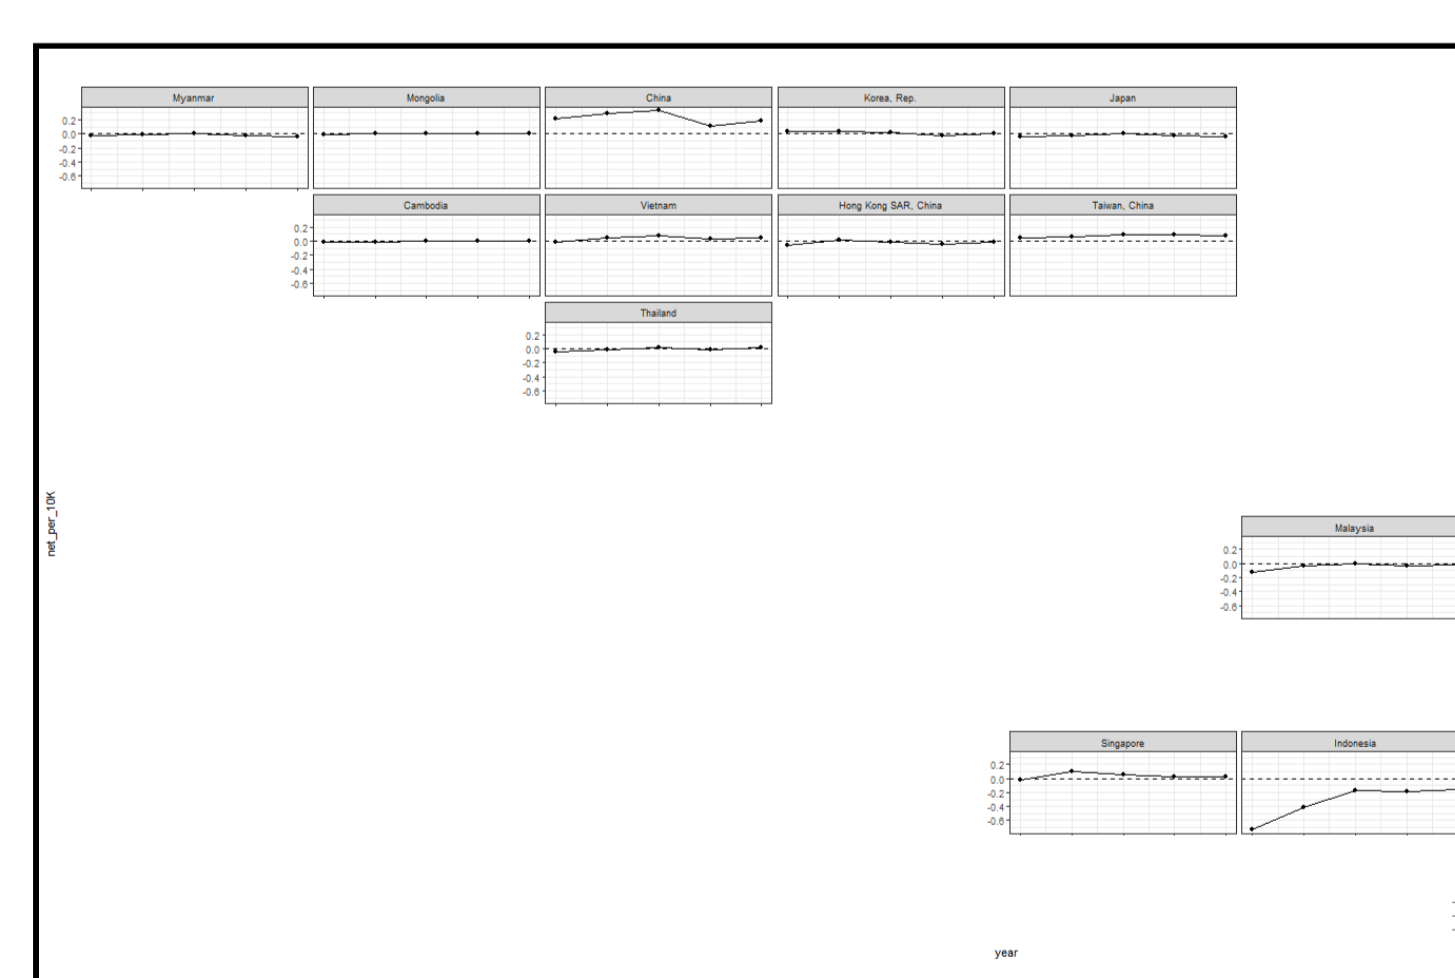 Myanmar
Mongolia
China
Korea, Rep.
Japan
0.2
0.0
-0.2
-0.4
-0.6
Cambodia
Vietnam
Hong Kong SAR, China
Taiwan, China
0.2
0.0
-0.2
-0.4
-0.6
Thailand
0.2
0.0
-0.2
-0.4
-0.6
net_per_10K
Malaysia
0.2
0.0
-0.2
-0.4
-0.6
Singapore
Indonesia
0.2
0.0
-0.2
-0.4
-0.6
year